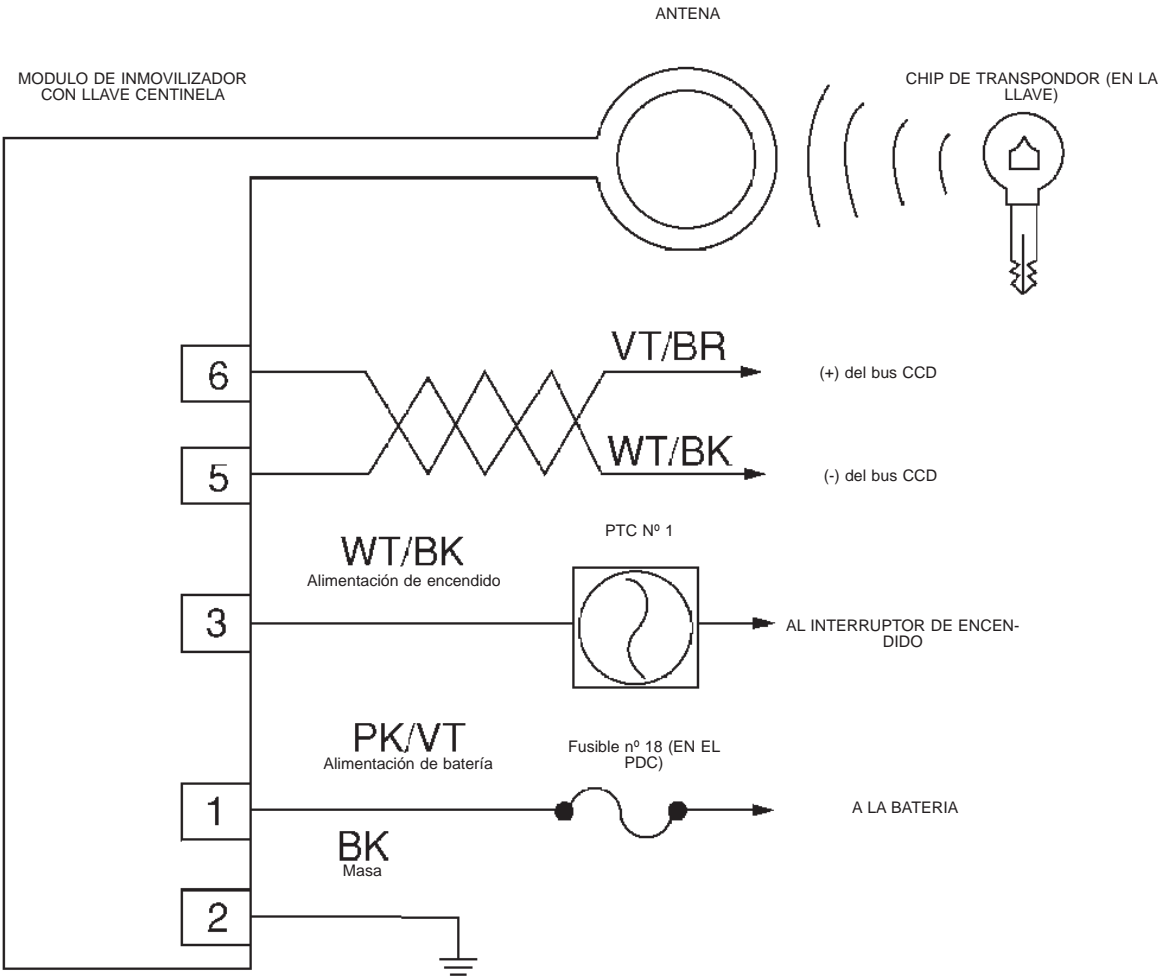 ANTENA
MODULO DE INMOVILIZADOR
CON LLAVE CENTINELA
CHIP DE TRANSPONDOR (EN LA
LLAVE)
6
VT/BR
(+) del bus CCD
5
WT/BK
(-) del bus CCD
PTC Nº 1
WT/BK
Alimentación de encendido
3
AL INTERRUPTOR DE ENCEN-
DIDO
PK/VT
Alimentación de batería
Fusible nº 18 (EN EL
PDC)
1
A LA BATERIA
BK
Masa
2